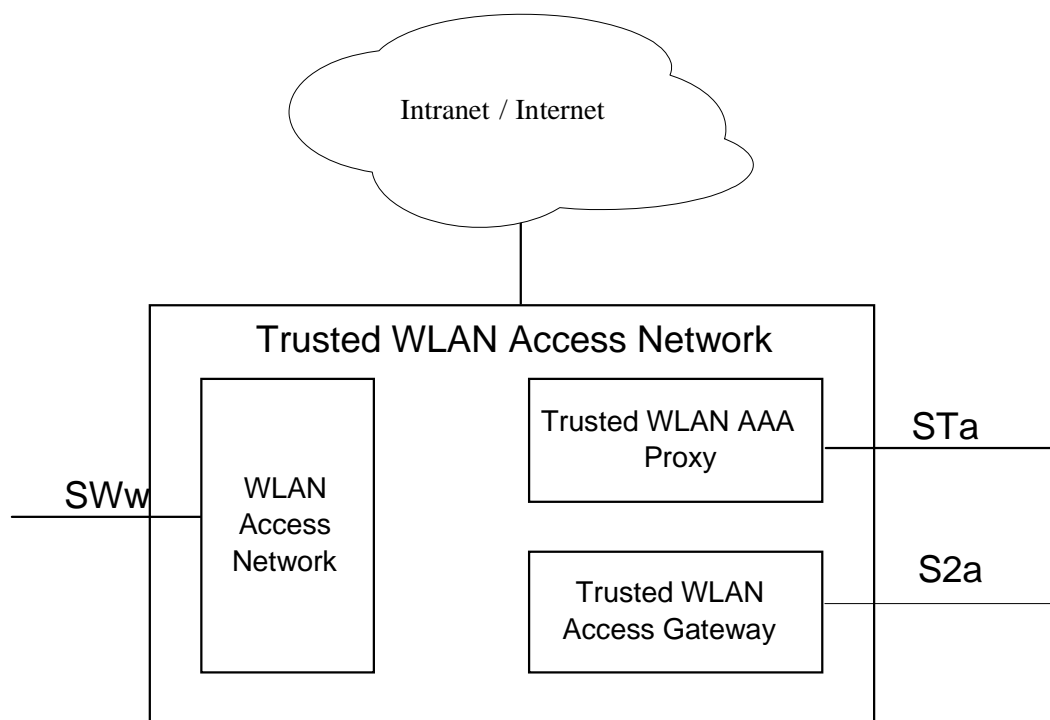 Intranet / Internet
Trusted WLAN Access Network
Trusted WLAN AAA
Proxy
STa
SWw
WLAN
Access
Network
S2a
Trusted WLAN
Access Gateway